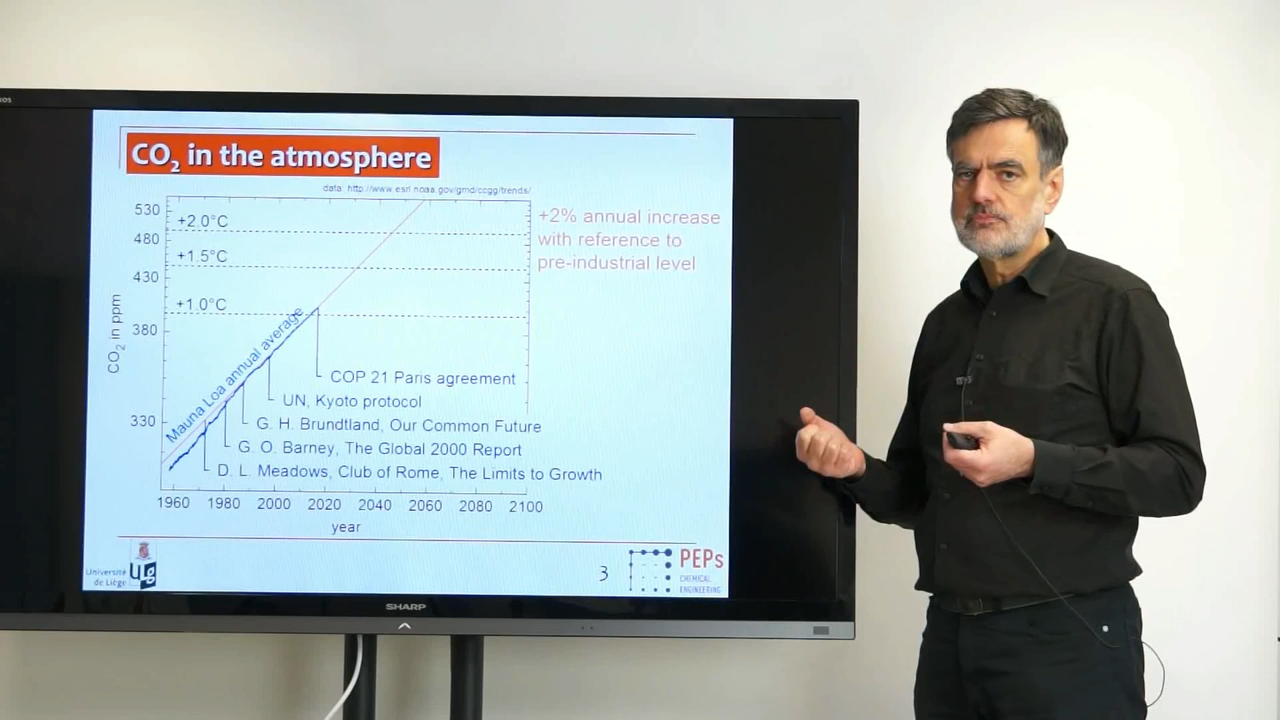 CO2 in the atmosphere
data: http://www.esrl.noaa.gov/gmd/ccgg/trends/
530
+2.0°C
480
+1.5°C
430
+1.0°C
380
330
CO2 in ppm
Mauna Loa annual average
+2% annual increase
with reference to
pre-industrial level
COP 21 Paris agreement
UN, Kyoto protocol
G. H. Brundtland, Our Common Future
G. O. Barney, The Global 2000 Report
D. L. Meadows, Club of Rome, The Limits to Growth
1960 1980 2000 2020 2040 2060 2080 2100
year
Université
de Liège
3
PEPs
CHEMICAL
ENGINEERING
SHARP